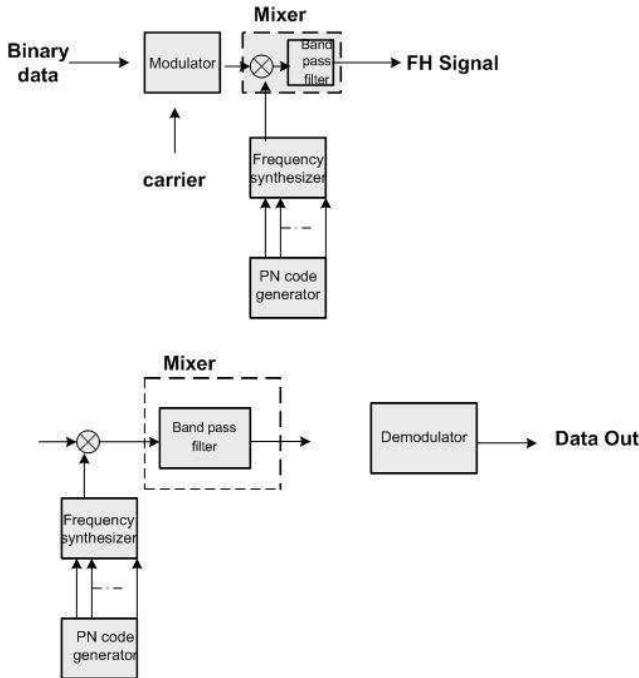 Mixer
Binary
data
Modulator
Band
pass
filter
FH Signal
carrier
Frequency
synthesizer
PN code
generator
Mixer
Band pass
filter
Demodulator
Data Out
Frequency
synthesizer
PN code
generator